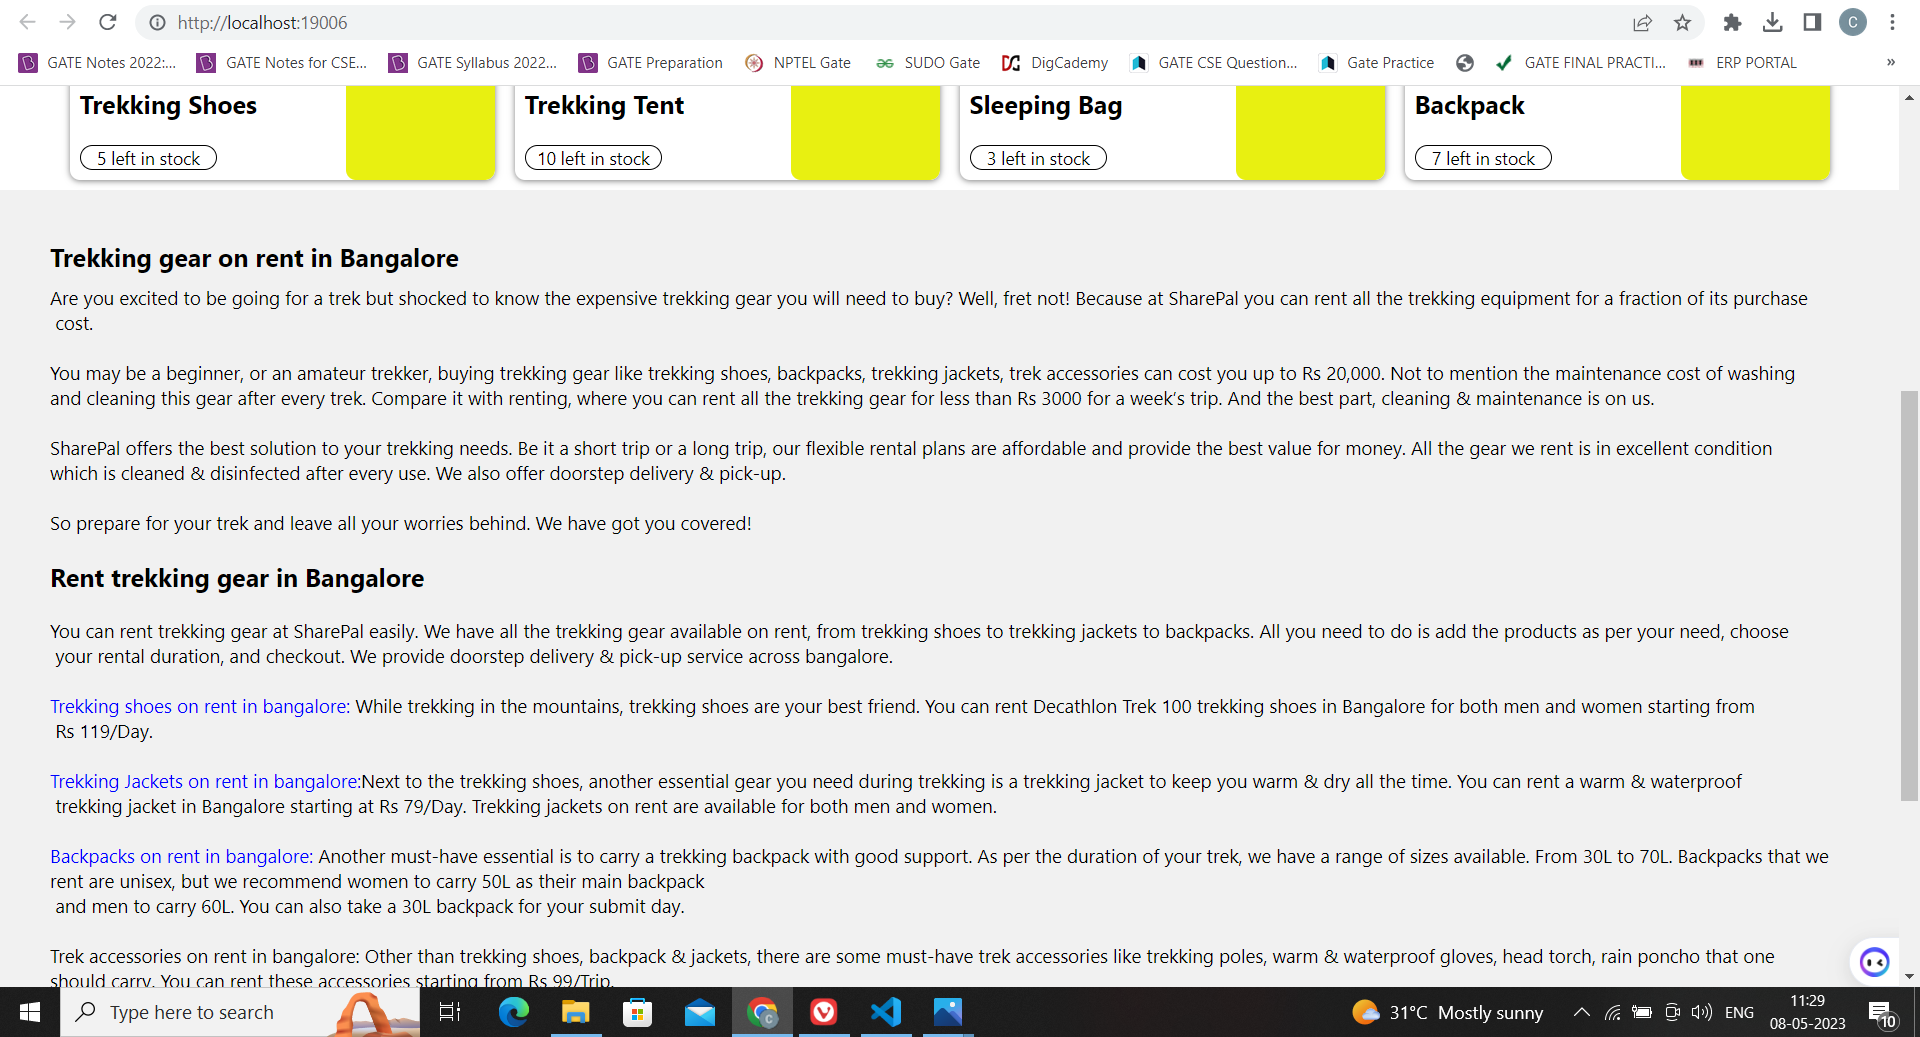 http://localhost:19006
C
GATE Notes 2022:...
GATE Notes for CSE...
GATE Syllabus 2022...
GATE Preparation
NPTEL Gate
SUDO Gate
DigCademy
GATE CSE Question...
Gate Practice
GATE FINAL PRACTI...
ERP PORTAL
»
Trekking Shoes
5 left in stock
Trekking Tent
10 left in stock
Sleeping Bag
3 left in stock
Backpack
7 left in stock
Trekking gear on rent in Bangalore
Are you excited to be going for a trek but shocked to know the expensive trekking gear you will need to buy? Well, fret not! Because at SharePal you can rent all the trekking equipment for a fraction of its purchase
cost.
You may be a beginner, or an amateur trekker, buying trekking gear like trekking shoes, backpacks, trekking jackets, trek accessories can cost you up to Rs 20,000. Not to mention the maintenance cost of washing
and cleaning this gear after every trek. Compare it with renting, where you can rent all the trekking gear for less than Rs 3000 for a week's trip. And the best part, cleaning & maintenance is on us.
SharePal offers the best solution to your trekking needs. Be it a short trip or a long trip, our flexible rental plans are affordable and provide the best value for money. All the gear we rent is in excellent condition
which is cleaned & disinfected after every use. We also offer doorstep delivery & pick-up.
So prepare for your trek and leave all your worries behind. We have got you covered!
Rent trekking gear in Bangalore
You can rent trekking gear at SharePal easily. We have all the trekking gear available on rent, from trekking shoes to trekking jackets to backpacks. All you need to do is add the products as per your need, choose
your rental duration, and checkout. We provide doorstep delivery & pick-up service across bangalore.
Trekking shoes on rent in bangalore: While trekking in the mountains, trekking shoes are your best friend. You can rent Decathlon Trek 100 trekking shoes in Bangalore for both men and women starting from
Rs 119/Day.
Trekking Jackets on rent in bangalore:Next to the trekking shoes, another essential gear you need during trekking is a trekking jacket to keep you warm & dry all the time. You can rent a warm & waterproof
trekking jacket in Bangalore starting at Rs 79/Day. Trekking jackets on rent are available for both men and women.
Backpacks on rent in bangalore: Another must-have essential is to carry a trekking backpack with good support. As per the duration of your trek, we have a range of sizes available. From 30L to 70L. Backpacks that we
rent are unisex, but we recommend women to carry 50L as their main backpack
and men to carry 60L. You can also take a 30L backpack for your submit day.
Trek accessories on rent in bangalore: Other than trekking shoes, backpack & jackets, there are some must-have trek accessories like trekking poles, warm & waterproof gloves, head torch, rain poncho that one
should carry. You can rent these accessories starting from Rs 99/Trip.
Type here to search
31°C Mostly sunny
ENG
11:29
08-05-2023
10